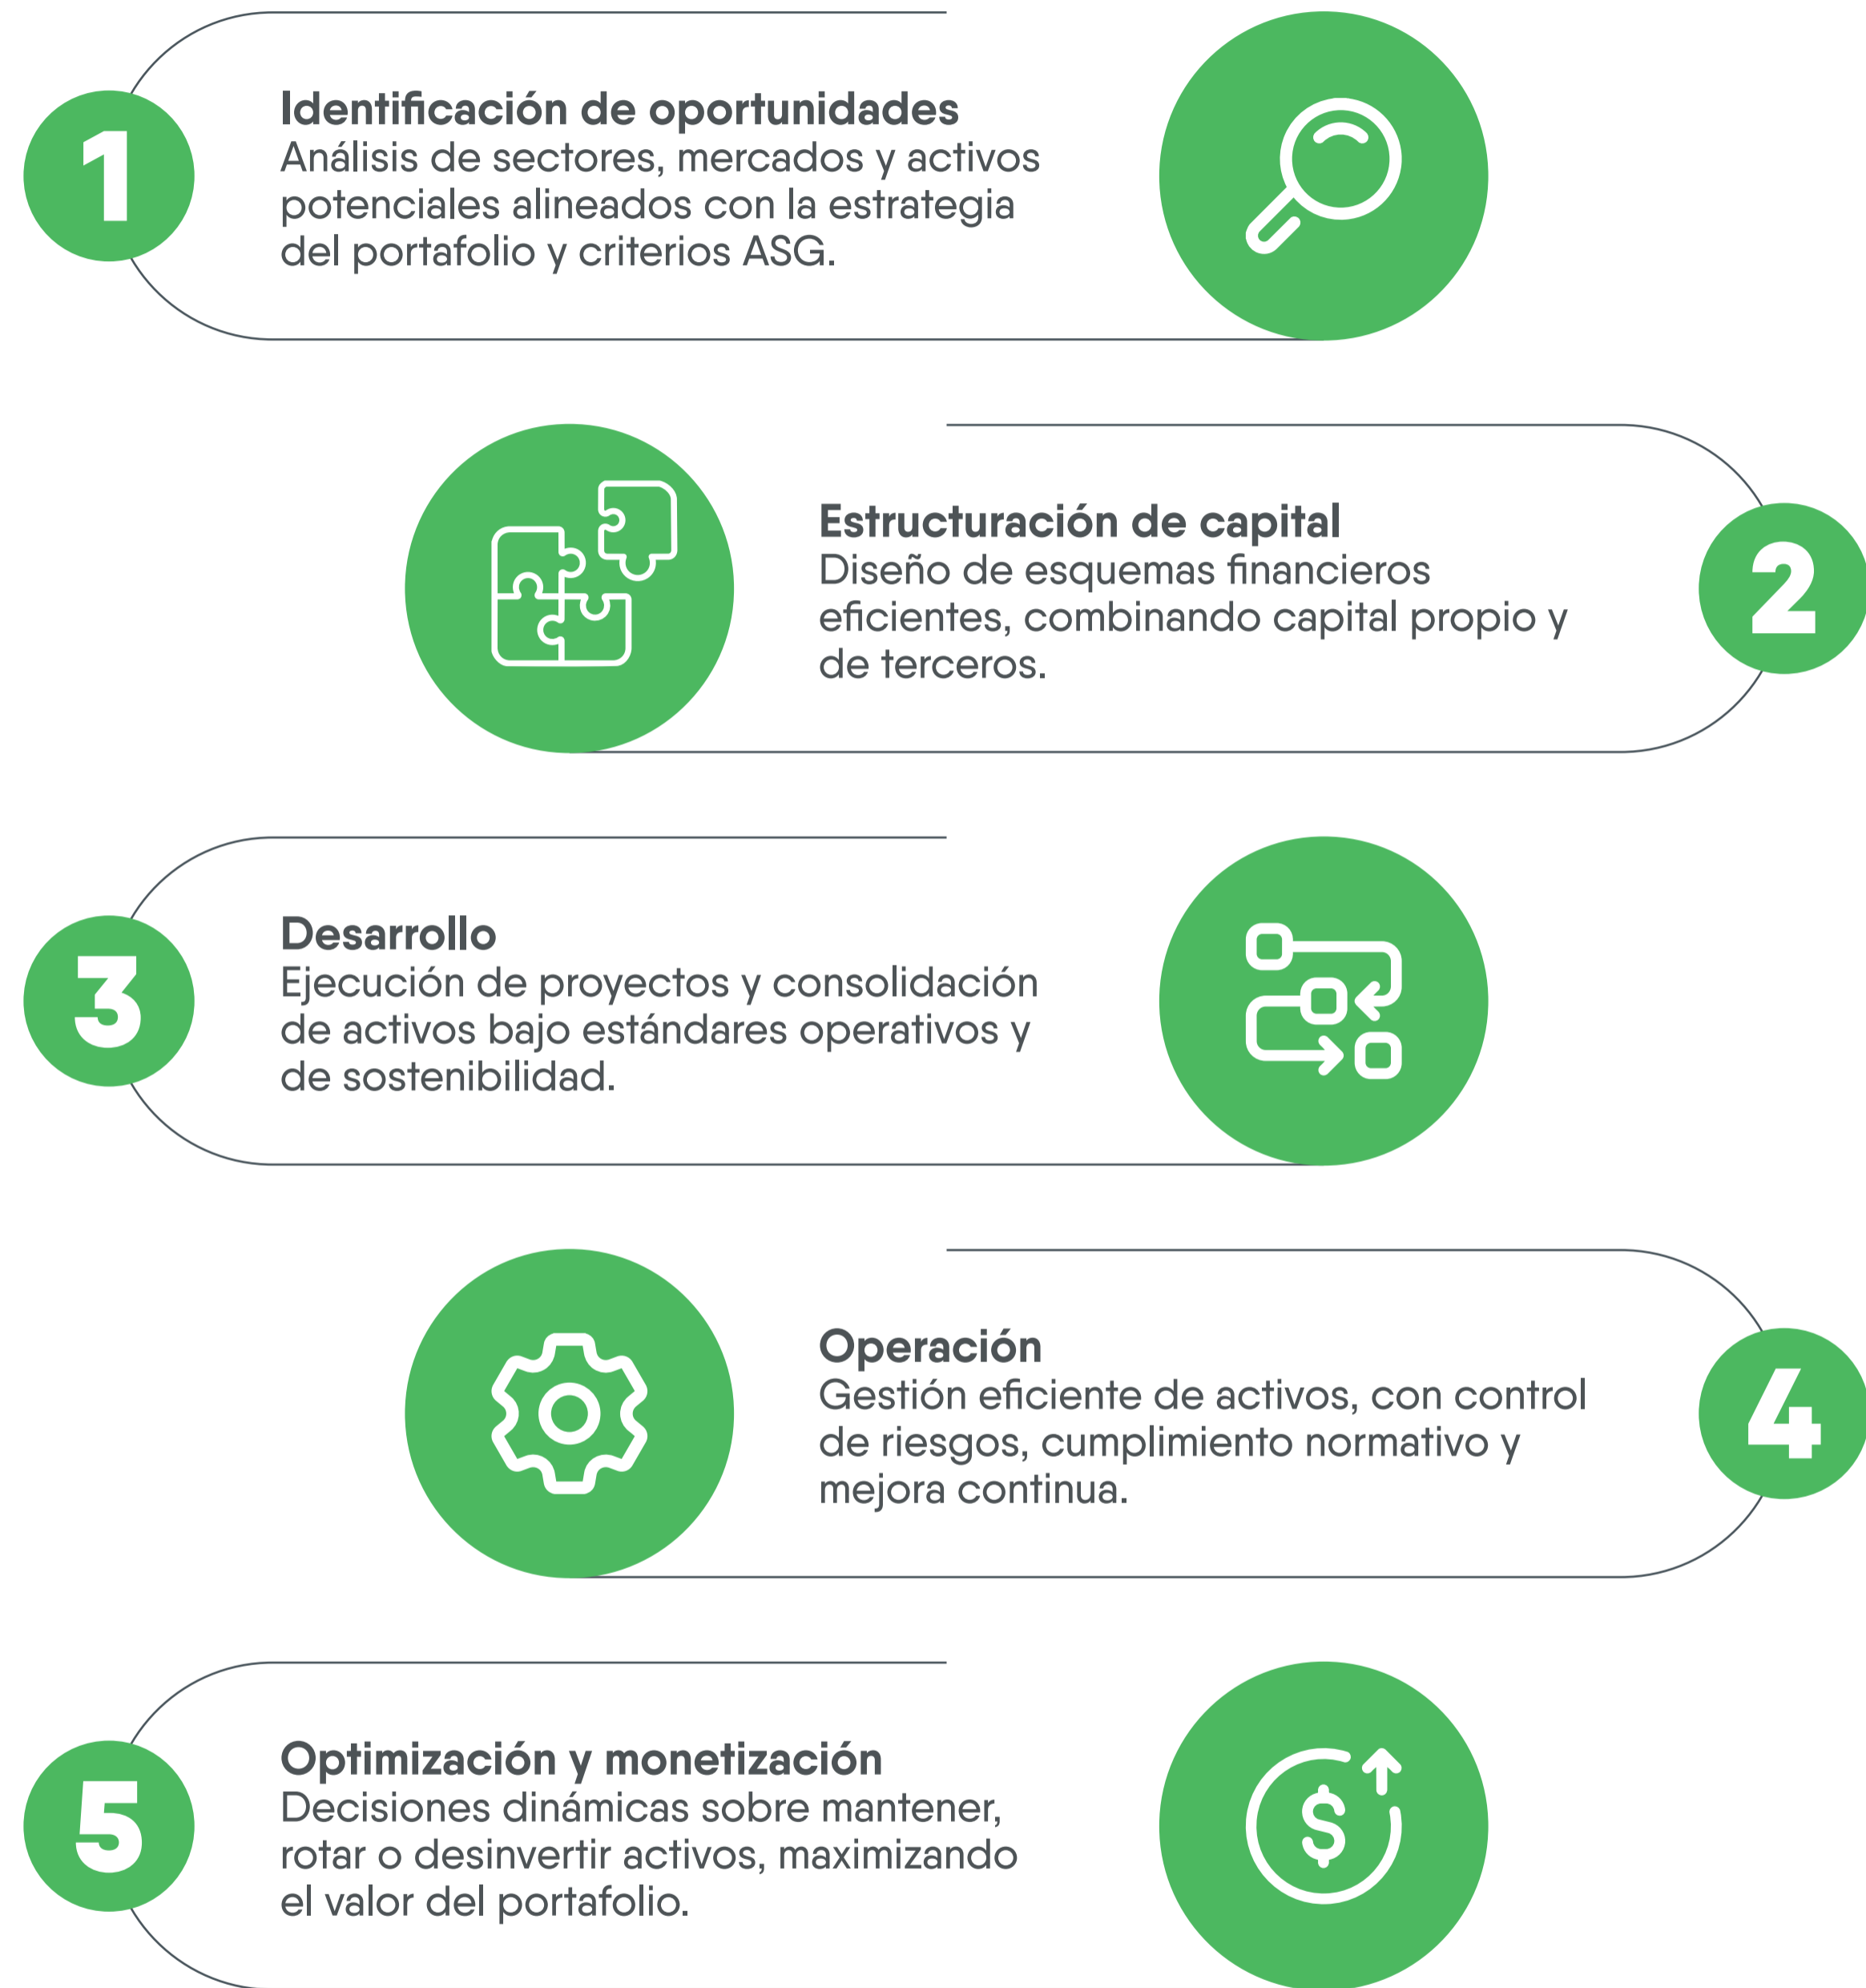 1
Identificación de oportunidades
Análisis de sectores, mercados y activos
potenciales alineados con la estrategia
del portafolio y criterios ASG.
2
Estructuración de capital
Diseño de esquemas financieros
eficientes, combinando capital propio y
de terceros.
3
Desarrollo
Ejecución de proyectos y consolidación
de activos bajo estándares operativos y
de sostenibilidad.
4
Operación
Gestión eficiente de activos, con control
de riesgos, cumplimiento normativo y
mejora continua.
5
Optimización y monetización
Decisiones dinámicas sobre mantener,
rotar o desinvertir activos, maximizando
el valor del portafolio.
$